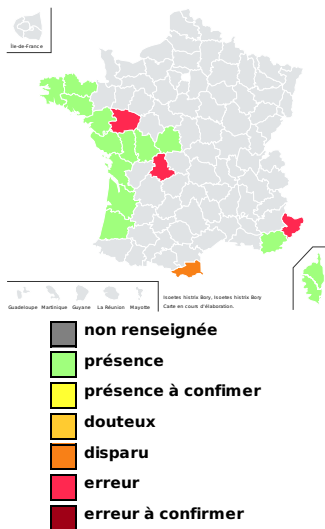 Île-de-France
Guadeloupe Martinique Guyane La Réunion Mayotte
Isoetes histrix Bory, Isoetes histrix Bory
Carte en cours d'élaboration.
non renseignée
présence
présence à confimer
douteux
disparu
erreur
erreur à confirmer